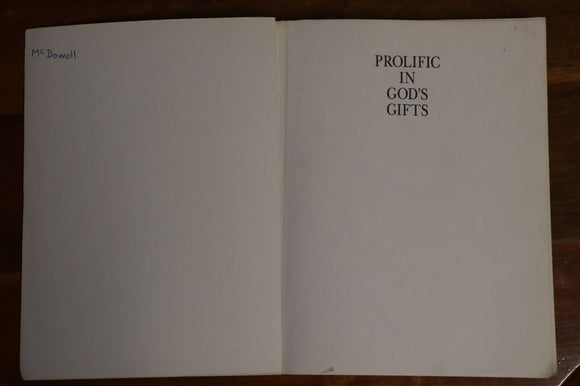 McDowell.
PROLIFIC
IN
GOD'S
GIFTS